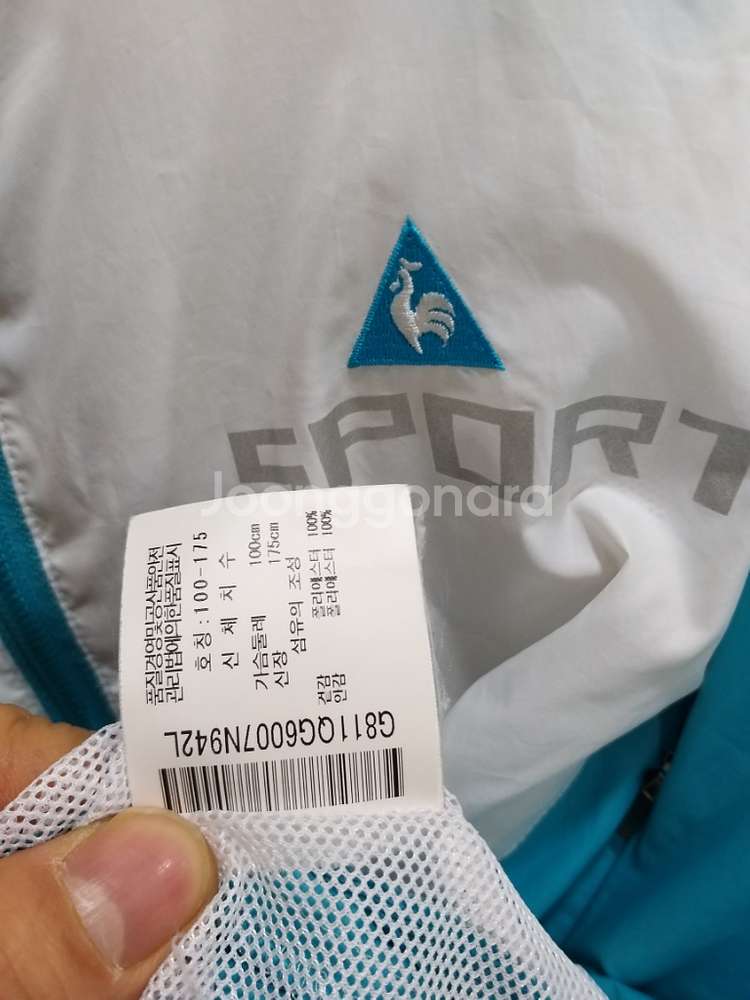 SPORT
Joonggonara
품질경영및공산품안전
관리법에의한품질표시
호칭:100-175
신체치수
가슴둘레 100cm
신장 175cm
섬유의 조성
겉감 폴리에스터 100%
안감 폴리에스터 100%
G811QG6007N942L